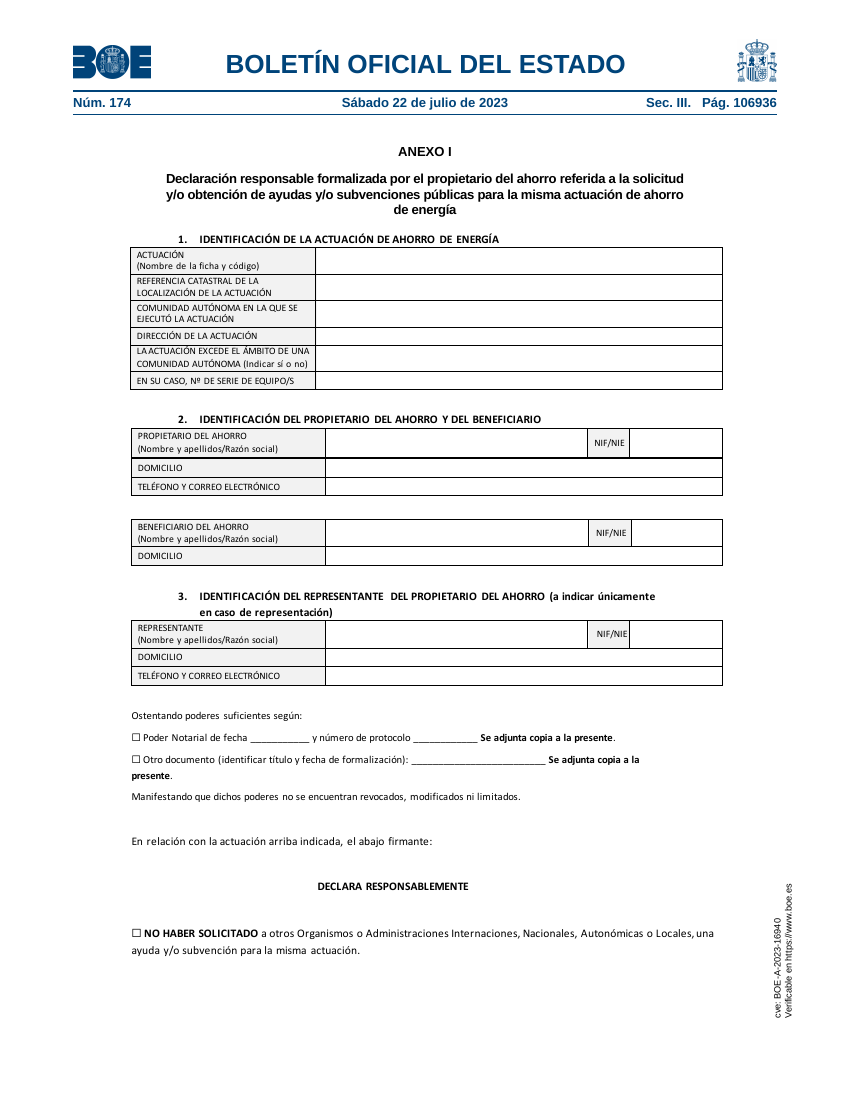 BOE
BOLETÍN OFICIAL DEL ESTADO
Núm. 174 Sábado 22 de julio de 2023 Sec. III. Pág. 106936
ANEXO I
Declaración responsable formalizada por el propietario del ahorro referida a la solicitud
y/o obtención de ayudas y/o subvenciones públicas para la misma actuación de ahorro
de energía
1. IDENTIFICACIÓN DE LA ACTUACIÓN DE AHORRO DE ENERGÍA
ACTUACIÓN
(Nombre de la ficha y código)
REFERENCIA CATASTRAL DE LA
LOCALIZACIÓN DE LA ACTUACIÓN
COMUNIDAD AUTÓNOMA EN LA QUE SE
EJECUTÓ LA ACTUACIÓN
DIRECCIÓN DE LA ACTUACIÓN
LA ACTUACIÓN EXCEDE EL ÁMBITO DE UNA
COMUNIDAD AUTÓNOMA (Indicar sí o no)
EN SU CASO, Nº DE SERIE DE EQUIPO/S
2. IDENTIFICACIÓN DEL PROPIETARIO DEL AHORRO Y DEL BENEFICIARIO
PROPIETARIO DEL AHORRO
(Nombre y apellidos/Razón social)
NIF/NIE
DOMICILIO
TELÉFONO Y CORREO ELECTRÓNICO
BENEFICIARIO DEL AHORRO
(Nombre y apellidos/Razón social)
NIF/NIE
DOMICILIO
3. IDENTIFICACIÓN DEL REPRESENTANTE DEL PROPIETARIO DEL AHORRO (a indicar únicamente
en caso de representación)
REPRESENTANTE
(Nombre y apellidos/Razón social)
NIF/NIE
DOMICILIO
TELÉFONO Y CORREO ELECTRÓNICO
Ostentando poderes suficientes según:
☐ Poder Notarial de fecha ___________ y número de protocolo ____________ Se adjunta copia a la presente.
☐ Otro documento (identificar título y fecha de formalización): _________________________ Se adjunta copia a la
presente.
Manifestando que dichos poderes no se encuentran revocados, modificados ni limitados.
En relación con la actuación arriba indicada, el abajo firmante:
DECLARA RESPONSABLEMENTE
☐ NO HABER SOLICITADO a otros Organismos o Administraciones Internaciones, Nacionales, Autonómicas o Locales, una
ayuda y/o subvención para la misma actuación.
cve: BOE-A-2023-16940
Verificable en https://www.boe.es